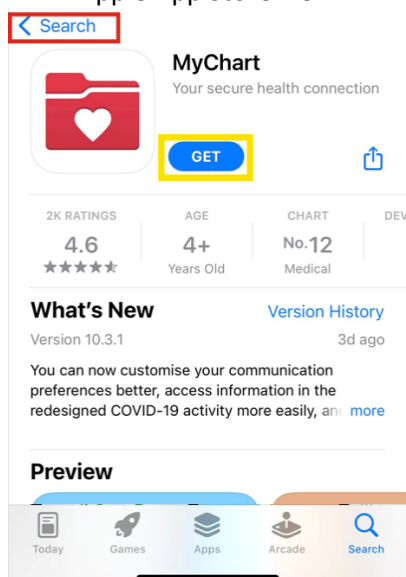 Search
MyChart
Your secure health connection
GET
2K RATINGS
AGE
CHART
DEV
4.6
4+
No.12
Years Old
Medical
What's New
Version History
Version 10.3.1
3d ago
You can now customise your communication
preferences better, access information in the
redesigned COVID-19 activity more easily, an more
Preview
Today
Games
Apps
Arcade
Search